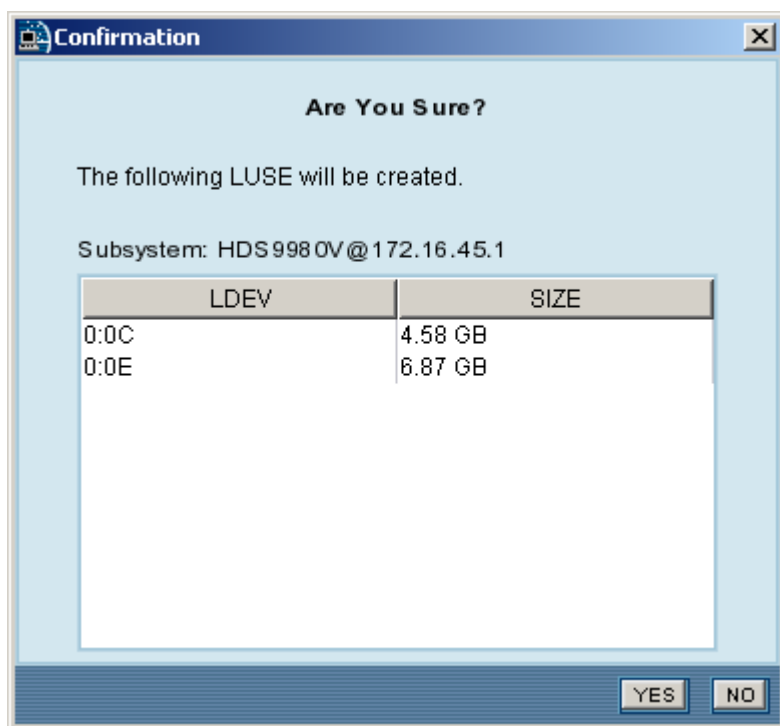 Confirmation
Are You Sure?
The following LUSE will be created.
Subsystem: HDS9980V@172.16.45.1
LDEV SIZE
0:0C 4.58 GB
0:0E 6.87 GB
YES NO